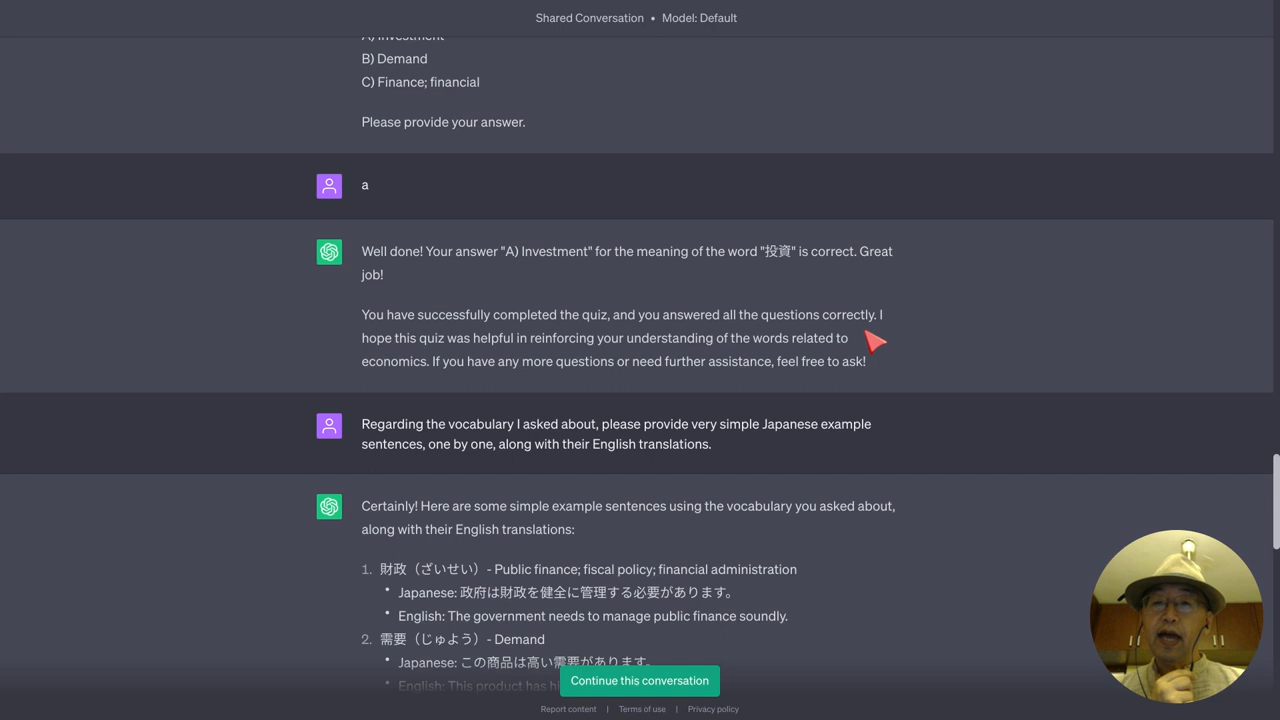 Shared Conversation • Model: Default
A) Investment
B) Demand
C) Finance; financial
Please provide your answer.
a
Well done! Your answer "A) Investment" for the meaning of the word "投資" is correct. Great
job!
You have successfully completed the quiz, and you answered all the questions correctly. I
hope this quiz was helpful in reinforcing your understanding of the words related to
economics. If you have any more questions or need further assistance, feel free to ask!
Regarding the vocabulary I asked about, please provide very simple Japanese example
sentences, one by one, along with their English translations.
Certainly! Here are some simple example sentences using the vocabulary you asked about,
along with their English translations:
1. 財政（ざいせい）- Public finance; fiscal policy; financial administration
• Japanese: 政府は財政を健全に管理する必要があります。
• English: The government needs to manage public finance soundly.
2. 需要（じゅよう）- Demand
• Japanese: この商品は高い需要があります。
• English: This product has
Continue this conversation
Report content | Terms of use | Privacy policy